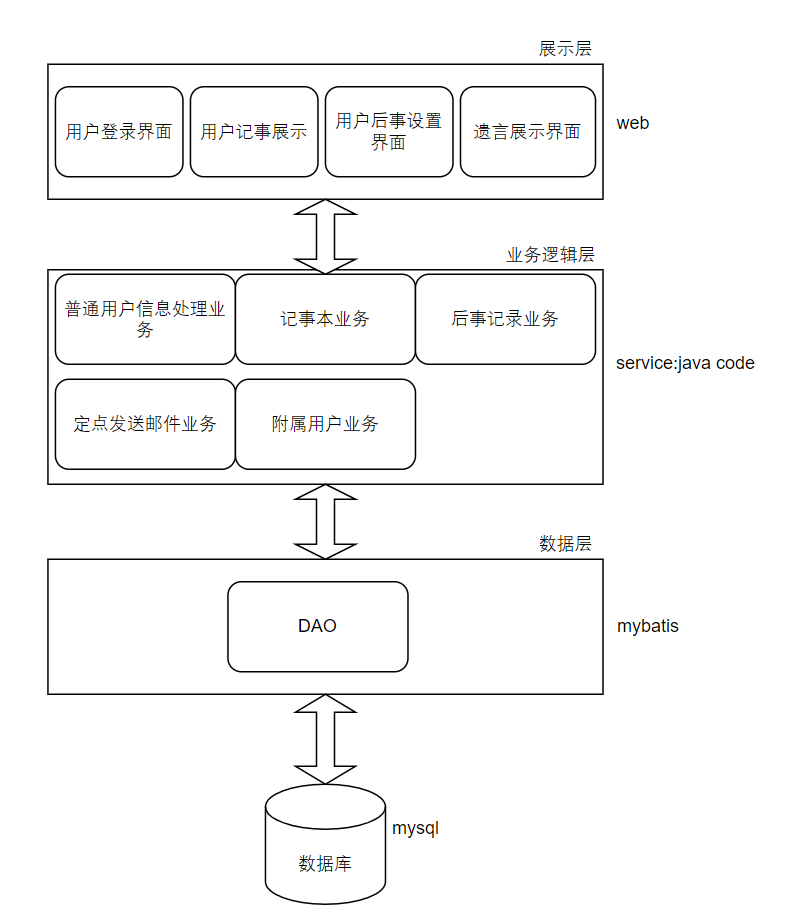 展示层
用户登录界面
用户记事展示
用户后事设置
界面
遗言展示界面
web
业务逻辑层
普通用户信息处理业
务
记事本业务
后事记录业务
service:java code
定点发送邮件业务
附属用户业务
数据层
DAO
mybatis
mysql
数据库